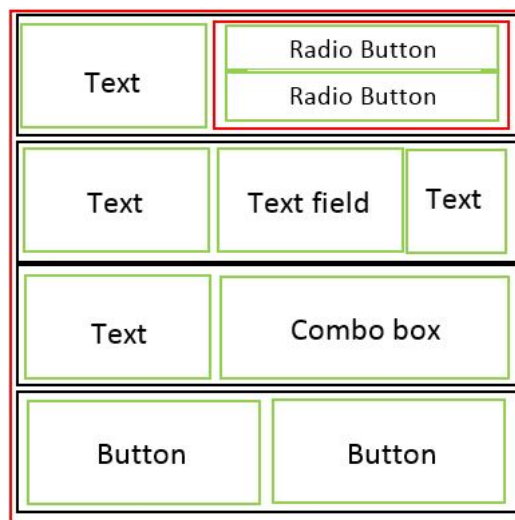 Text
Radio Button
Radio Button
Text
Text field
Text
Text
Combo box
Button
Button